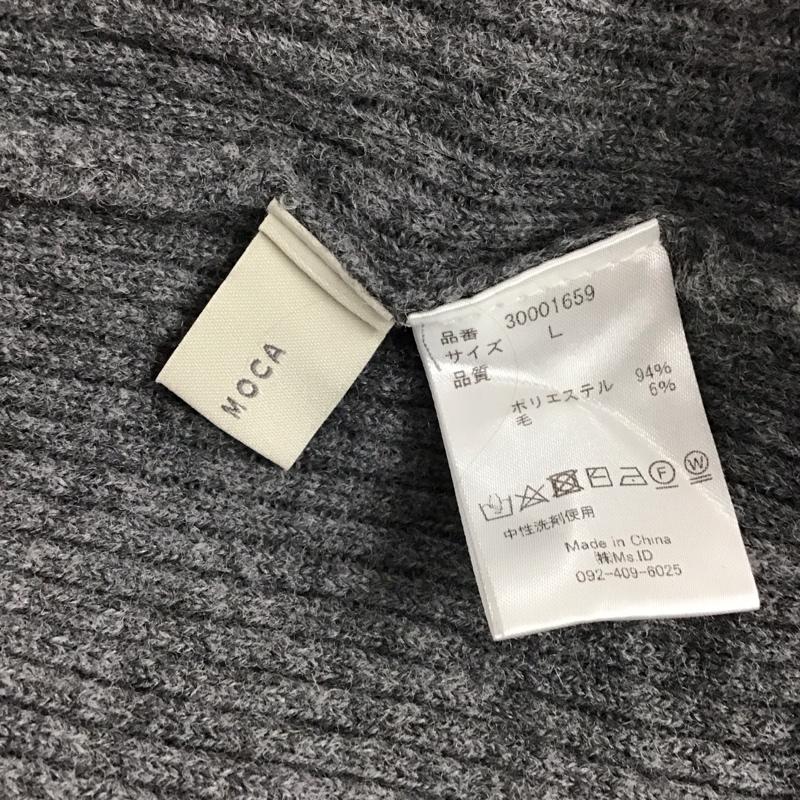 MOCA
品番 30001659
サイズ L
品質
ポリエステル 94%
毛 6%
F W
中性洗剤使用
Made in China
㈱Ms.ID
092-409-6025